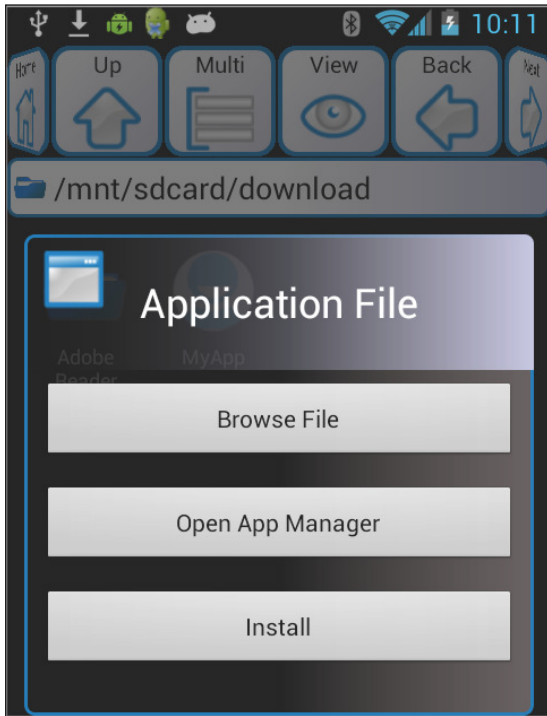 10:11
Home
Up
Multi
View
Back
Next
/mnt/sdcard/download
Application File
Adobe
Reader
MyApp
Browse File
Open App Manager
Install